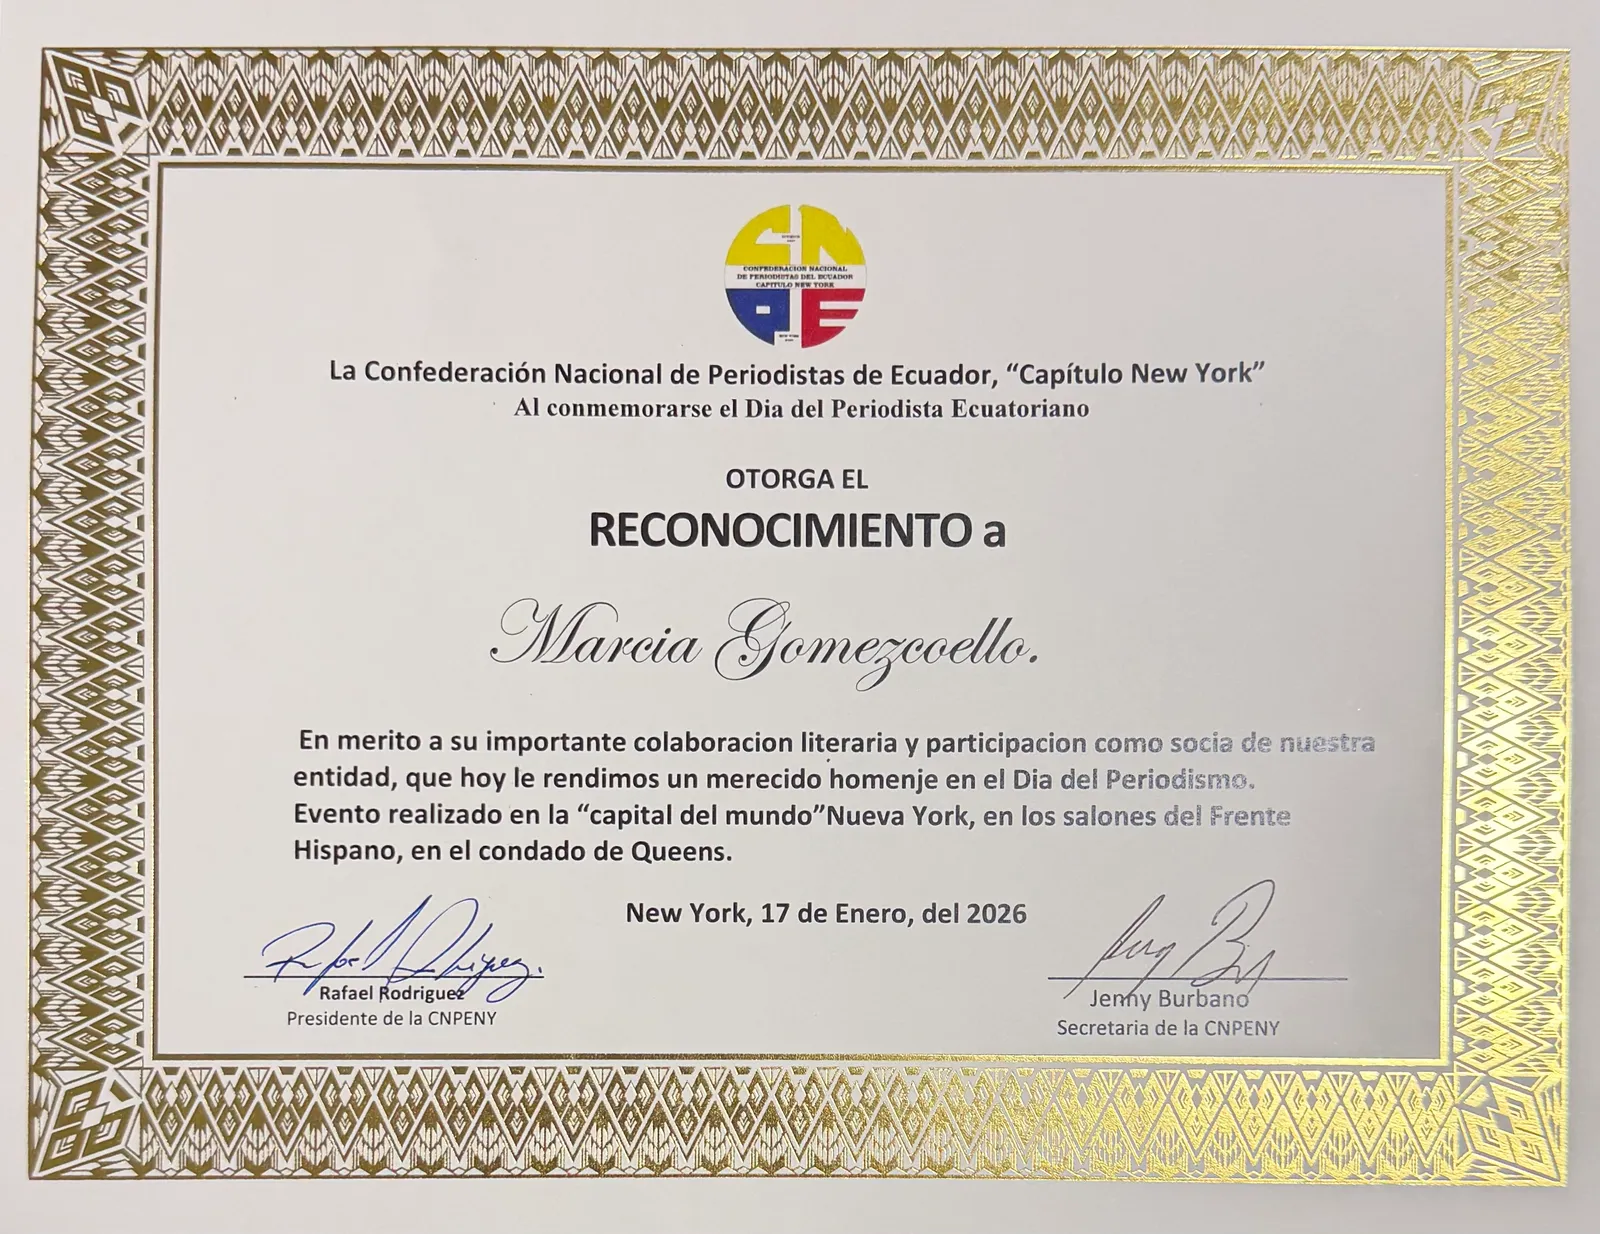 CN
CONFEDERACION NACIONAL
DE PERIODISTAS DEL ECUADOR
CAPITULO NEW YORK
PE
La Confederación Nacional de Periodistas de Ecuador, “Capítulo New York”
Al conmemorarse el Dia del Periodista Ecuatoriano
OTORGA EL
RECONOCIMIENTO a
Marcia Gomezcoello.
En merito a su importante colaboracion literaria y participacion como socia de nuestra
entidad, que hoy le rendimos un merecido homenje en el Dia del Periodismo.
Evento realizado en la “capital del mundo”Nueva York, en los salones del Frente
Hispano, en el condado de Queens.
New York, 17 de Enero, del 2026
Rafael Rodriguez
Presidente de la CNPENY
Jenny Burbano
Secretaria de la CNPENY